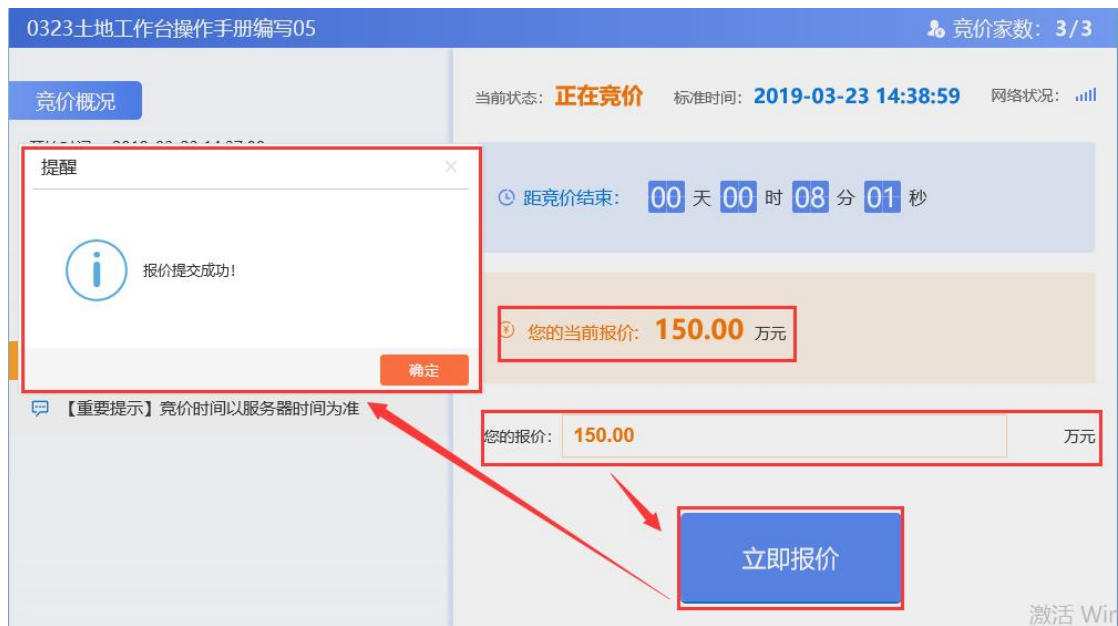 0323土地工作台操作手册编写05
竞价家数：3/3
竞价概况
当前状态：正在竞价
标准时间：2019-03-23 14:38:59
网络状况：
提醒
报价提交成功！
确定
【重要提示】竞价时间以服务器时间为准
距竞价结束： 00 天 00 时 08 分 01 秒
您的当前报价: 150.00 万元
您的报价： 150.00 万元
立即报价
激活 Win